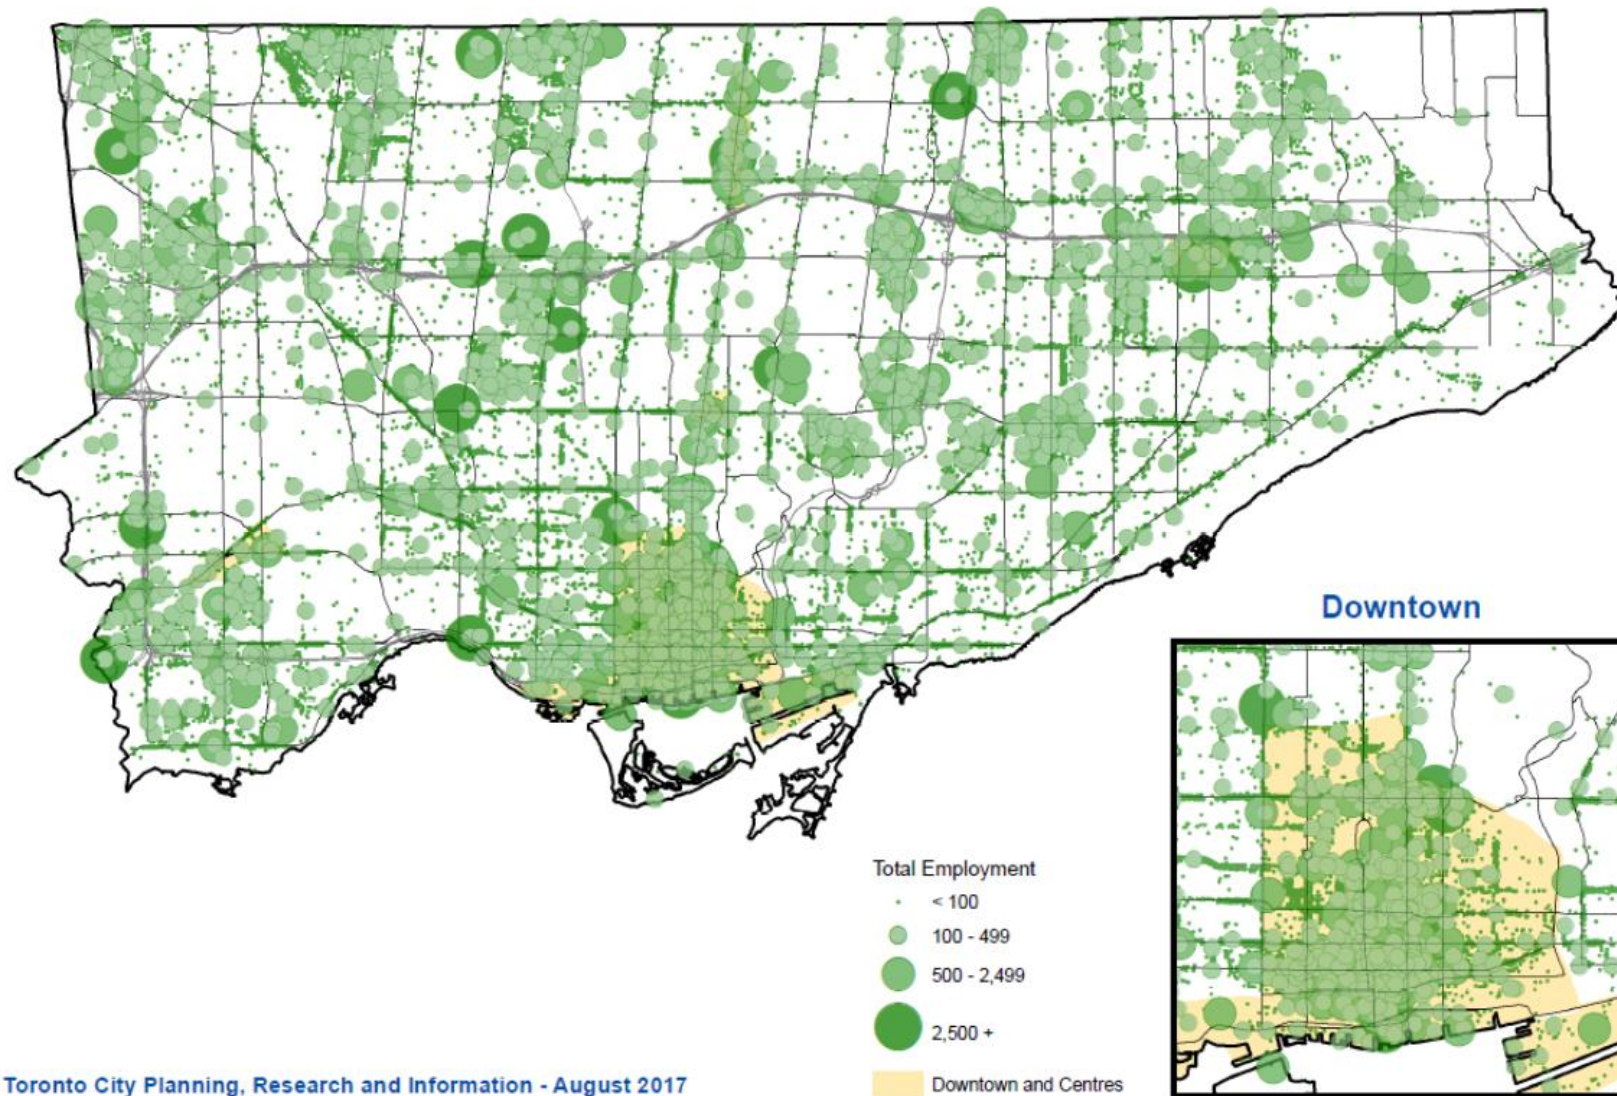 Downtown
Total Employment
< 100
100 - 499
500 - 2,499
2,500 +
Downtown and Centres
Toronto City Planning, Research and Information - August 2017